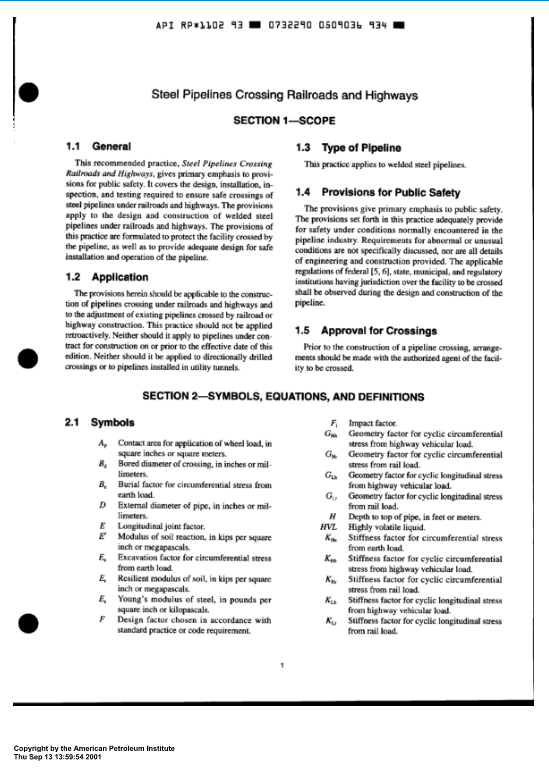 API RP*1102 93 0732290 0509036 934
Steel Pipelines Crossing Railroads and Highways
SECTION 1—SCOPE
1.1 General
This recommended practice, Steel Pipelines Crossing
Railroads and Highways, gives primary emphasis to provi-
sions for public safety. It covers the design, installation, in-
spection, and testing required to ensure safe crossings of
steel pipelines under railroads and highways. The provisions
apply to the design and construction of welded steel
pipelines under railroads and highways. The provisions of
this practice are formulated to protect the facility crossed by
the pipeline, as well as to provide adequate design for safe
installation and operation of the pipeline.
1.2 Application
The provisions herein should be applicable to the construc-
tion of pipelines crossing under railroads and highways and
to the adjustment of existing pipelines crossed by railroad or
highway construction. This practice should not be applied
retroactively. Neither should it apply to pipelines under con-
tract for construction on or prior to the effective date of this
edition. Neither should it be applied to directionally drilled
crossings or to pipelines installed in utility tunnels.
1.3 Type of Pipeline
This practice applies to welded steel pipelines.
1.4 Provisions for Public Safety
The provisions give primary emphasis to public safety.
The provisions set forth in this practice adequately provide
for safety under conditions normally encountered in the
pipeline industry. Requirements for abnormal or unusual
conditions are not specifically discussed, nor are all details
of engineering and construction provided. The applicable
regulations of federal [5, 6], state, municipal, and regulatory
institutions having jurisdiction over the facility to be crossed
shall be observed during the design and construction of the
pipeline.
1.5 Approval for Crossings
Prior to the construction of a pipeline crossing, arrange-
ments should be made with the authorized agent of the facil-
ity to be crossed.
SECTION 2—SYMBOLS, EQUATIONS, AND DEFINITIONS
2.1 Symbols
Ap Contact area for application of wheel load, in
square inches or square meters.
Bd Bored diameter of crossing, in inches or mil-
limeters.
Be Burial factor for circumferential stress from
earth load.
D External diameter of pipe, in inches or mil-
limeters.
E Longitudinal joint factor.
E′ Modulus of soil reaction, in kips per square
inch or megapascals.
Ee Excavation factor for circumferential stress
from earth load.
Er Resilient modulus of soil, in kips per square
inch or megapascals.
Es Young's modulus of steel, in pounds per
square inch or kilopascals.
F Design factor chosen in accordance with
standard practice or code requirement.
Fi Impact factor.
GHh Geometry factor for cyclic circumferential
stress from highway vehicular load.
GHr Geometry factor for cyclic circumferential
stress from rail load.
GLh Geometry factor for cyclic longitudinal stress
from highway vehicular load.
GLr Geometry factor for cyclic longitudinal stress
from rail load.
H Depth to top of pipe, in feet or meters.
HVL Highly volatile liquid.
KHe Stiffness factor for circumferential stress
from earth load.
KHh Stiffness factor for cyclic circumferential
stress from highway vehicular load.
KHr Stiffness factor for cyclic circumferential
stress from rail load.
KLh Stiffness factor for cyclic longitudinal stress
from highway vehicular load.
KLr Stiffness factor for cyclic longitudinal stress
from rail load.
1
Copyright by the American Petroleum Institute
Thu Sep 13 13:59:54 2001